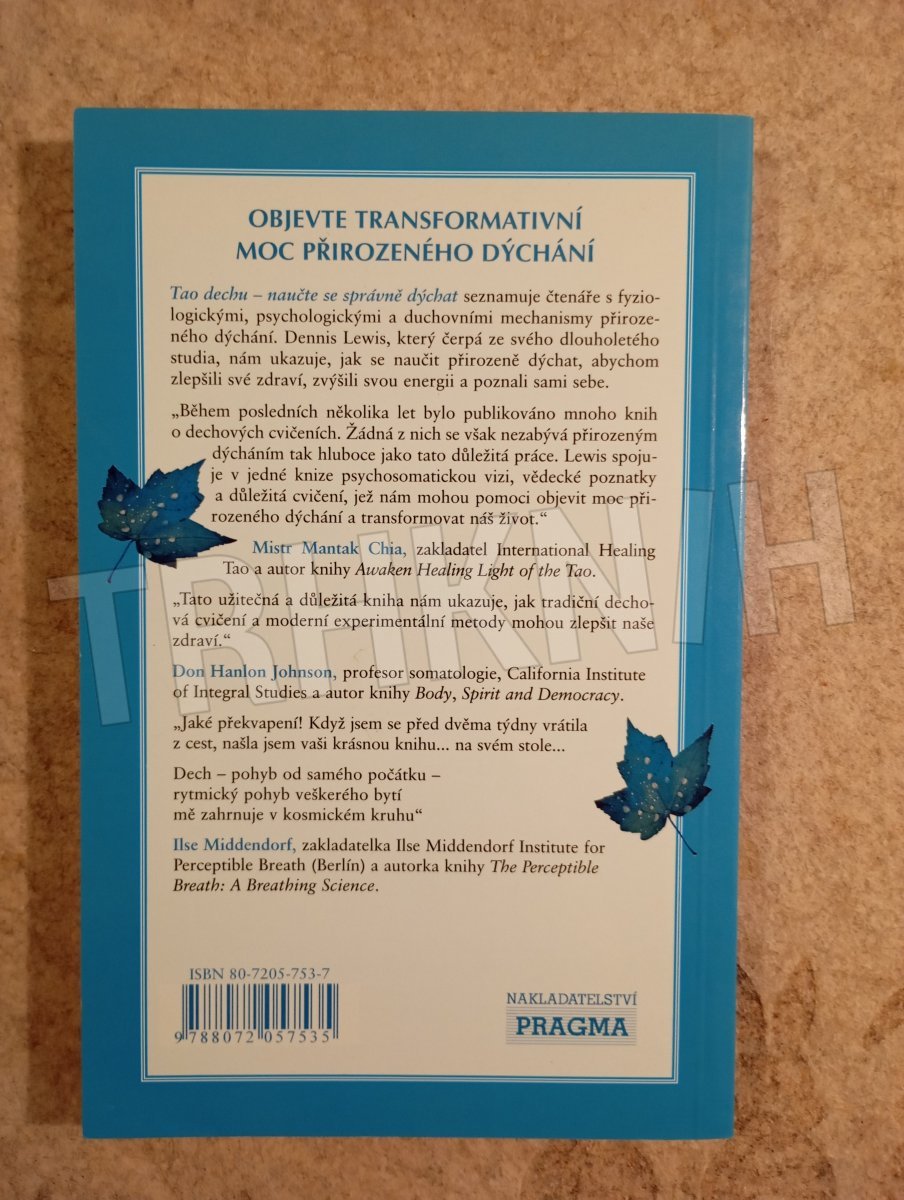 OBJEVTE TRANSFORMATIVNÍ
MOC PŘIROZENÉHO DÝCHÁNÍ
Tao dechu – naučte se správně dýchat seznamuje čtenáře s fyzio-
logickými, psychologickými a duchovními mechanismy přiroze-
ného dýchání. Dennis Lewis, který čerpá ze svého dlouholetého
studia, nám ukazuje, jak se naučit přirozeně dýchat, abychom
zlepšili své zdraví, zvýšili svou energii a poznali sami sebe.
„Během posledních několika let bylo publikováno mnoho knih
o dechových cvičeních. Žádná z nich se však nezabývá přirozeným
dýcháním tak hluboce jako tato důležitá práce. Lewis spoju-
je v jedné knize psychosomatickou vizi, vědecké poznatky
a důležitá cvičení, jež nám mohou pomoci objevit moc při-
rozeného dýchání a transformovat náš život.“
Mistr Mantak Chia, zakladatel International Healing
Tao a autor knihy Awaken Healing Light of the Tao.
„Tato užitečná a důležitá kniha nám ukazuje, jak tradiční decho-
vá cvičení a moderní experimentální metody mohou zlepšit naše
zdraví.“
Don Hanlon Johnson, profesor somatologie, California Institute
of Integral Studies a autor knihy Body, Spirit and Democracy.
„Jaké překvapení! Když jsem se před dvěma týdny vrátila
z cest, našla jsem vaši krásnou knihu... na svém stole...
Dech – pohyb od samého počátku –
rytmický pohyb veškerého bytí
mě zahrnuje v kosmickém kruhu“
Ilse Middendorf, zakladatelka Ilse Middendorf Institute for
Perceptible Breath (Berlín) a autorka knihy The Perceptible
Breath: A Breathing Science.
ISBN 80-7205-753-7
9 788072 057535
NAKLADATELSTVÍ
PRAGMA
TRHKNIH